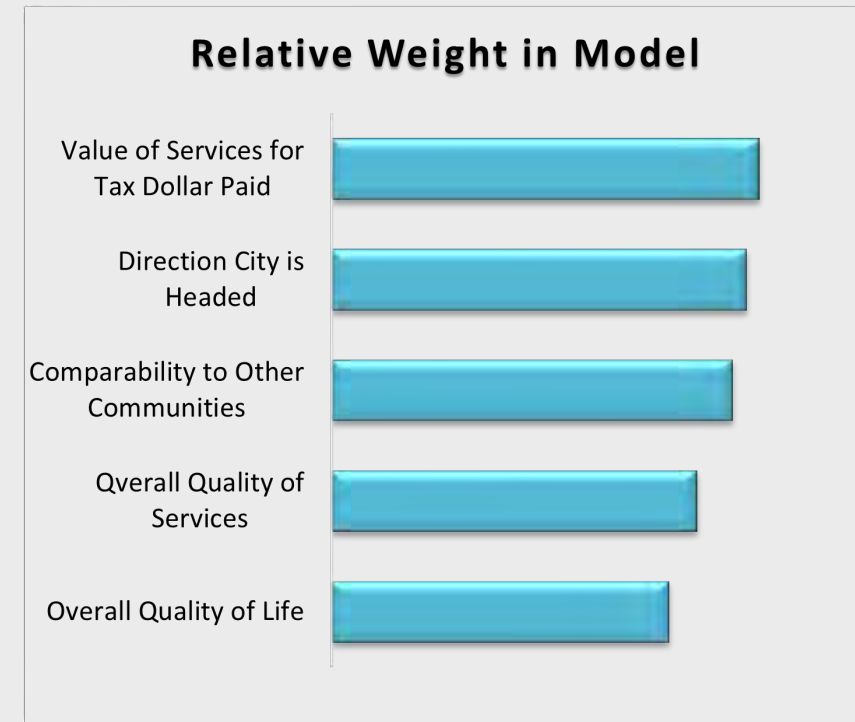 Relative Weight in Model
Value of Services for
Tax Dollar Paid
Direction City is
Headed
Comparability to Other
Communities
Qverall Quality of
Services
Overall Quality of Life